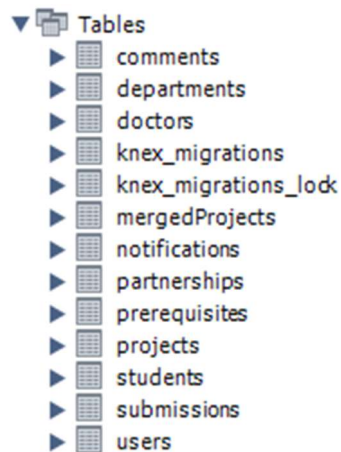 Tables
comments
departments
doctors
knex_migrations
knex_migrations_lock
mergedProjects
notifications
partnerships
prerequisites
projects
students
submissions
users